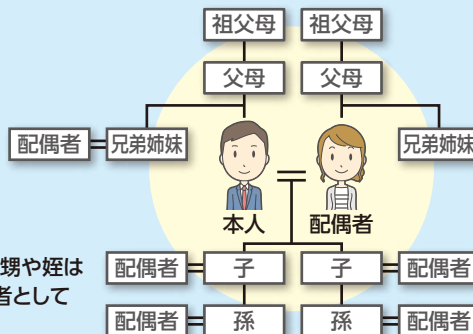 祖父母 祖父母
父母 父母
配偶者 兄弟姉妹 兄弟姉妹
本人 配偶者
甥や姪は
者として
配偶者 子 子 配偶者
配偶者 孫 孫 配偶者